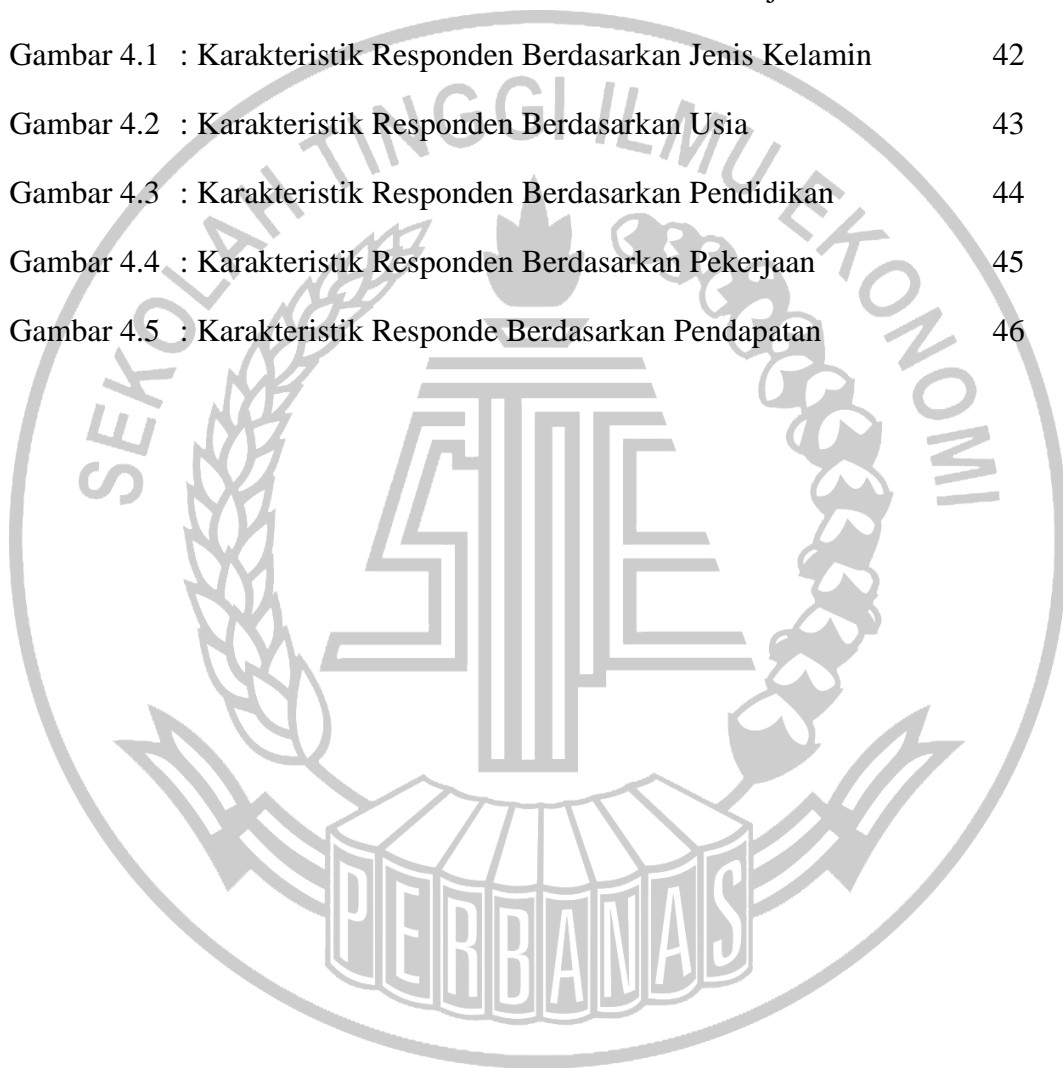 Gambar 4.1 : Karakteristik Responden Berdasarkan Jenis Kelamin 42
Gambar 4.2 : Karakteristik Responden Berdasarkan Usia 43
Gambar 4.3 : Karakteristik Responden Berdasarkan Pendidikan 44
Gambar 4.4 : Karakteristik Responden Berdasarkan Pekerjaan 45
Gambar 4.5 : Karakteristik Responde Berdasarkan Pendapatan 46
SEKOLAH TINGGI ILMU EKONOMI
STIE
PERBANAS